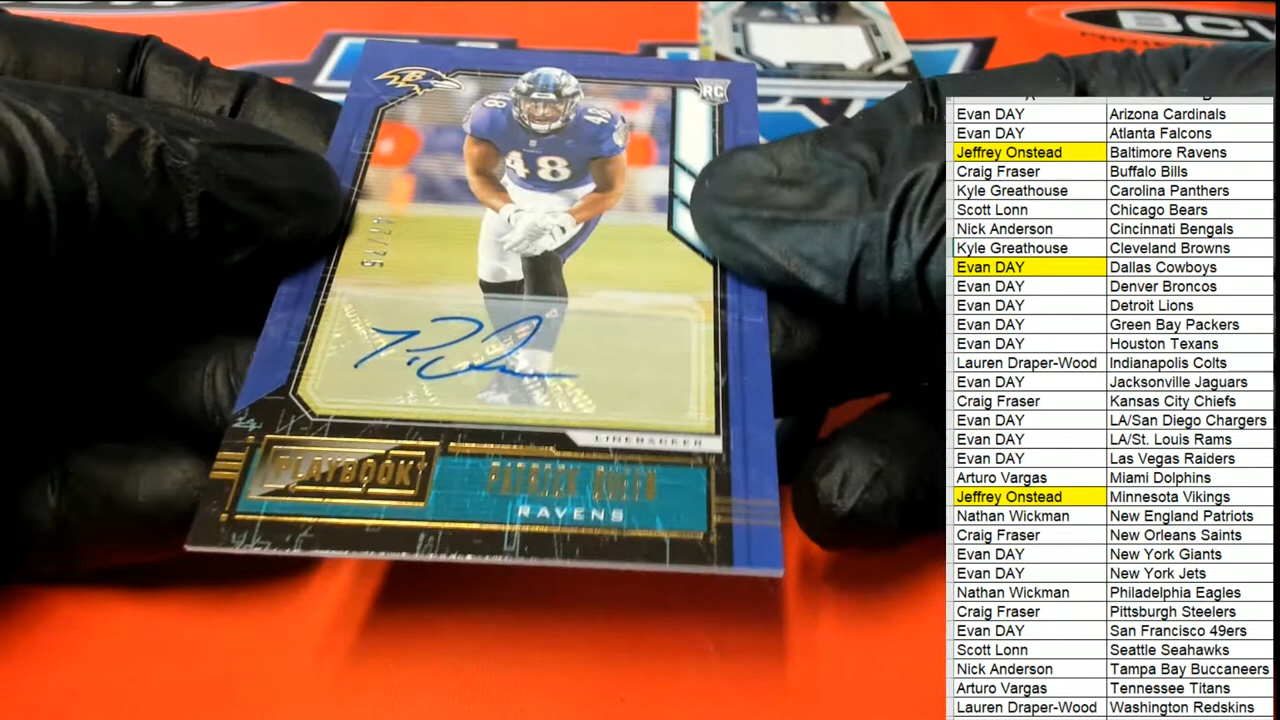 BCW
RC
48
48
48
47/75
LINEBACKER
PLAYBOOK
PATRICK QUEEN
RAVENS
Evan DAY Arizona Cardinals
Evan DAY Atlanta Falcons
Jeffrey Onstead Baltimore Ravens
Craig Fraser Buffalo Bills
Kyle Greathouse Carolina Panthers
Scott Lonn Chicago Bears
Nick Anderson Cincinnati Bengals
Kyle Greathouse Cleveland Browns
Evan DAY Dallas Cowboys
Evan DAY Denver Broncos
Evan DAY Detroit Lions
Evan DAY Green Bay Packers
Evan DAY Houston Texans
Lauren Draper-Wood Indianapolis Colts
Evan DAY Jacksonville Jaguars
Craig Fraser Kansas City Chiefs
Evan DAY LA/San Diego Chargers
Evan DAY LA/St. Louis Rams
Evan DAY Las Vegas Raiders
Arturo Vargas Miami Dolphins
Jeffrey Onstead Minnesota Vikings
Nathan Wickman New England Patriots
Craig Fraser New Orleans Saints
Evan DAY New York Giants
Evan DAY New York Jets
Nathan Wickman Philadelphia Eagles
Craig Fraser Pittsburgh Steelers
Evan DAY San Francisco 49ers
Scott Lonn Seattle Seahawks
Nick Anderson Tampa Bay Buccaneers
Arturo Vargas Tennessee Titans
Lauren Draper-Wood Washington Redskins